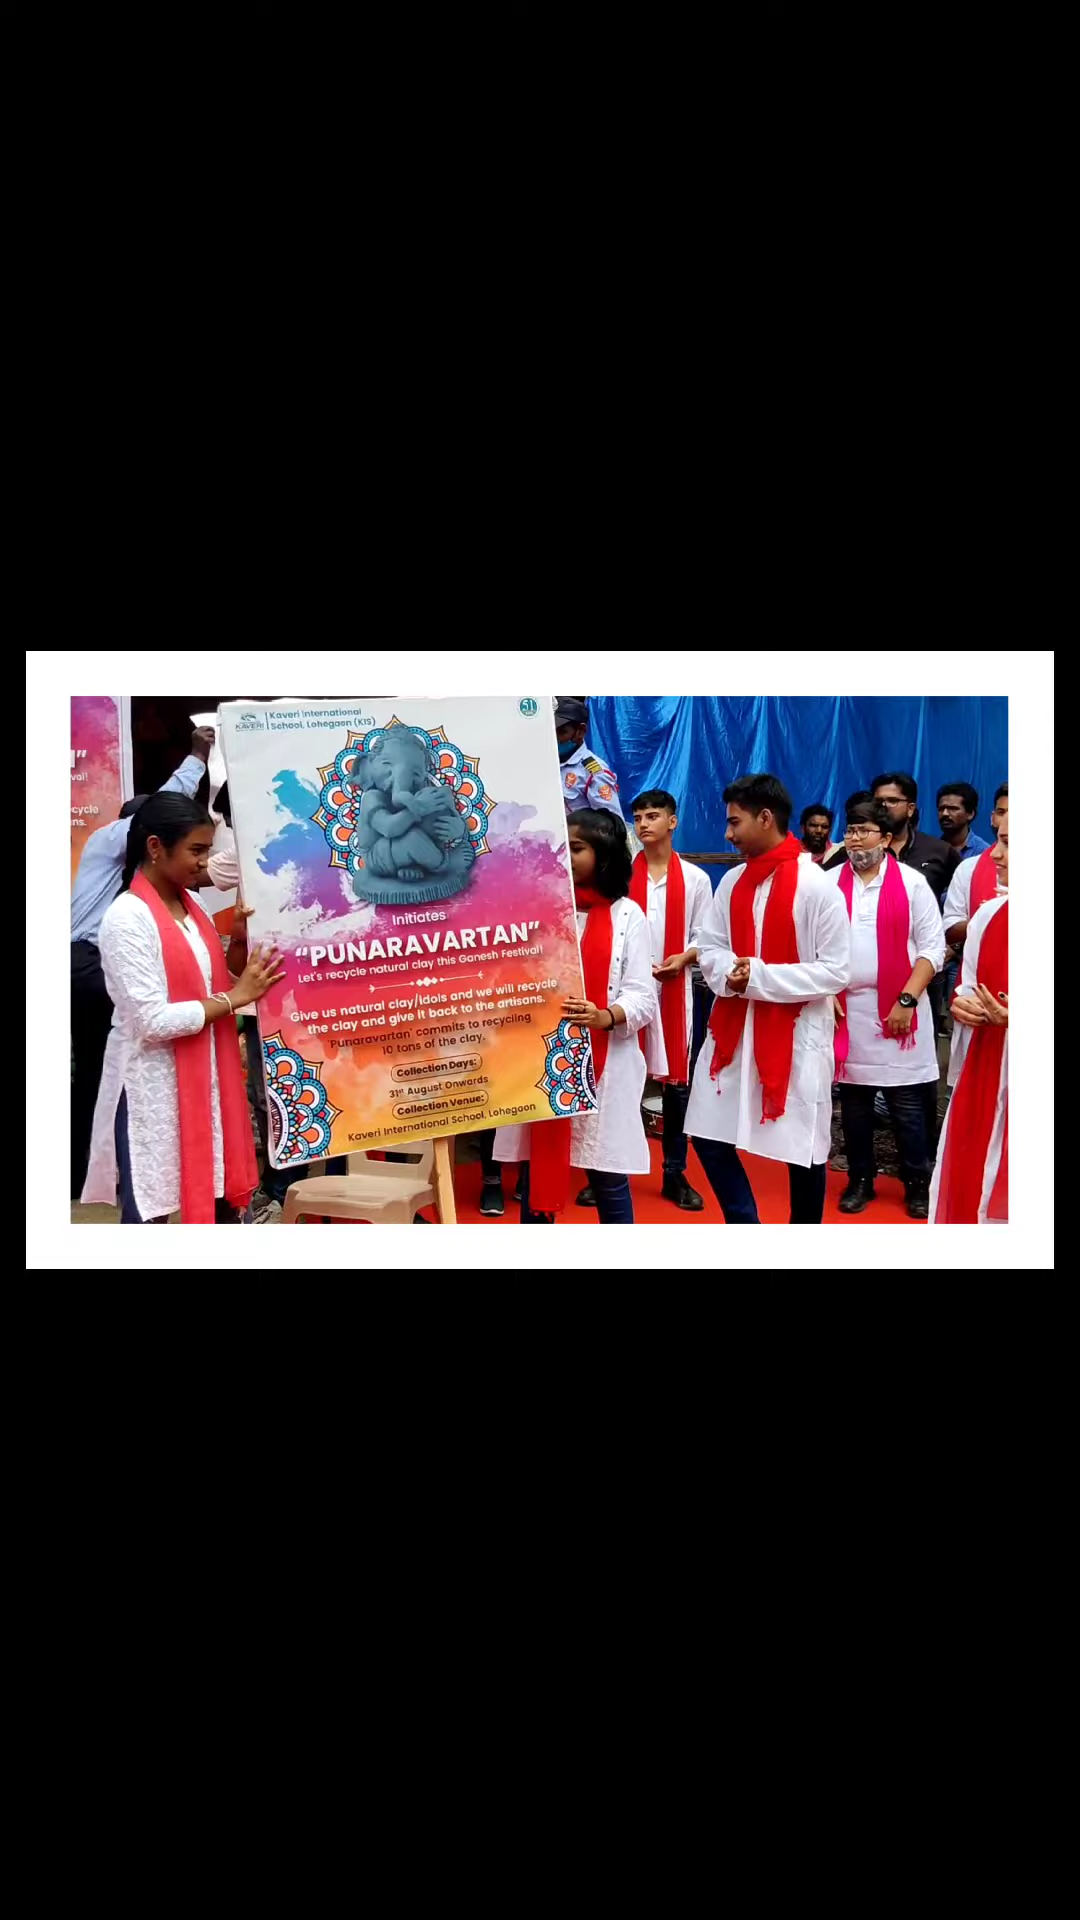 KAVERI
Kaveri International
School, Lohegaon (KIS)
51
Initiates
“PUNARAVARTAN”
Let's recycle natural clay this Ganesh Festival!
Give us natural clay/Idols and we will recycle
the clay and give it back to the artisans.
'Punaravartan' commits to recycling
10 tons of the clay.
Collection Days:
31st August Onwards
Collection Venue:
Kaveri International School, Lohegaon